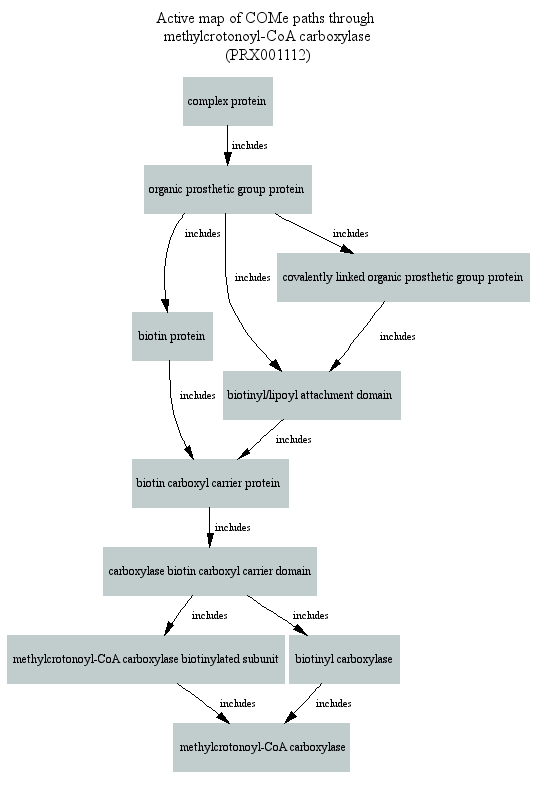 Active map of COMe paths through
methylcrotonoyl-CoA carboxylase
(PRX001112)
complex protein
includes
organic prosthetic group protein
includes
includes
includes
covalently linked organic prosthetic group protein
biotin protein
includes
includes
biotinyl/lipoyl attachment domain
includes
biotin carboxyl carrier protein
includes
carboxylase biotin carboxyl carrier domain
includes
includes
methylcrotonoyl-CoA carboxylase biotinylated subunit
biotinyl carboxylase
includes
includes
methylcrotonoyl-CoA carboxylase